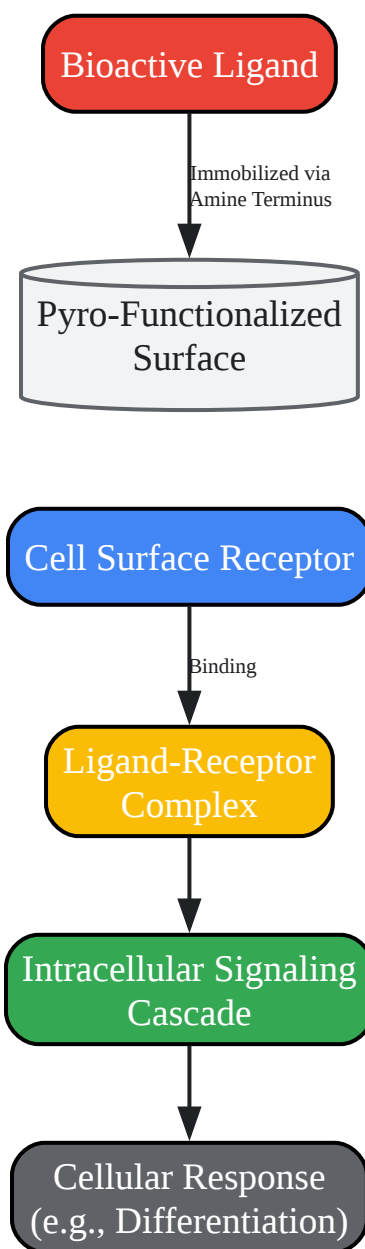 Bioactive Ligand
Immobilized via
Amine Terminus
Pyro-Functionalized
Surface
Cell Surface Receptor
Binding
Ligand-Receptor
Complex
Intracellular Signaling
Cascade
Cellular Response
(e.g., Differentiation)